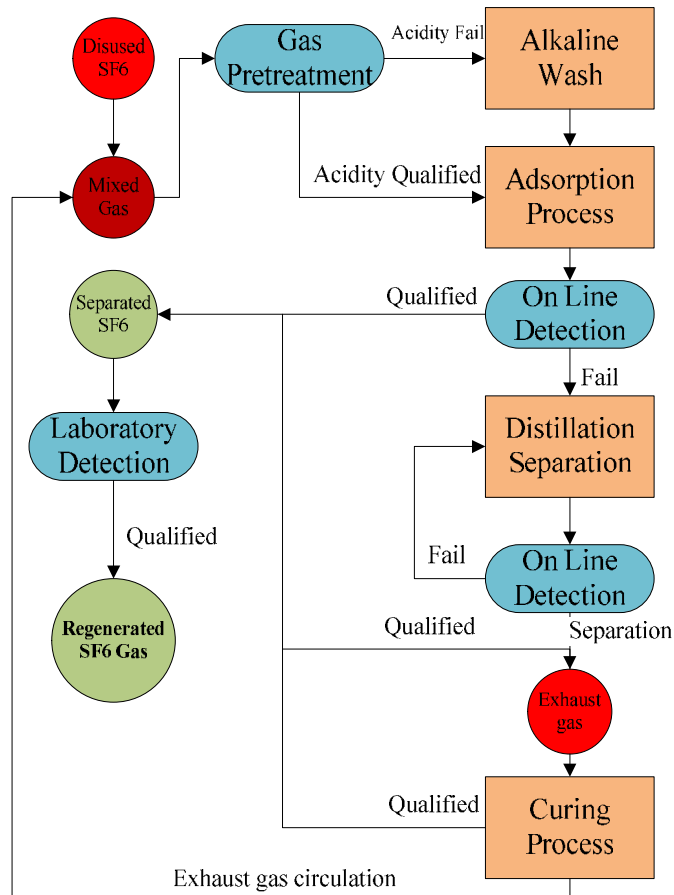 Disused
SF6
Gas
Pretreatment
Acidity Fail
Alkaline
Wash
Mixed
Gas
Acidity Qualified
Adsorption
Process
Separated
SF6
Qualified
On Line
Detection
Fail
Laboratory
Detection
Distillation
Separation
Qualified
Fail
On Line
Detection
Regenerated
SF6 Gas
Qualified
Separation
Exhaust
gas
Qualified
Curing
Process
Exhaust gas circulation